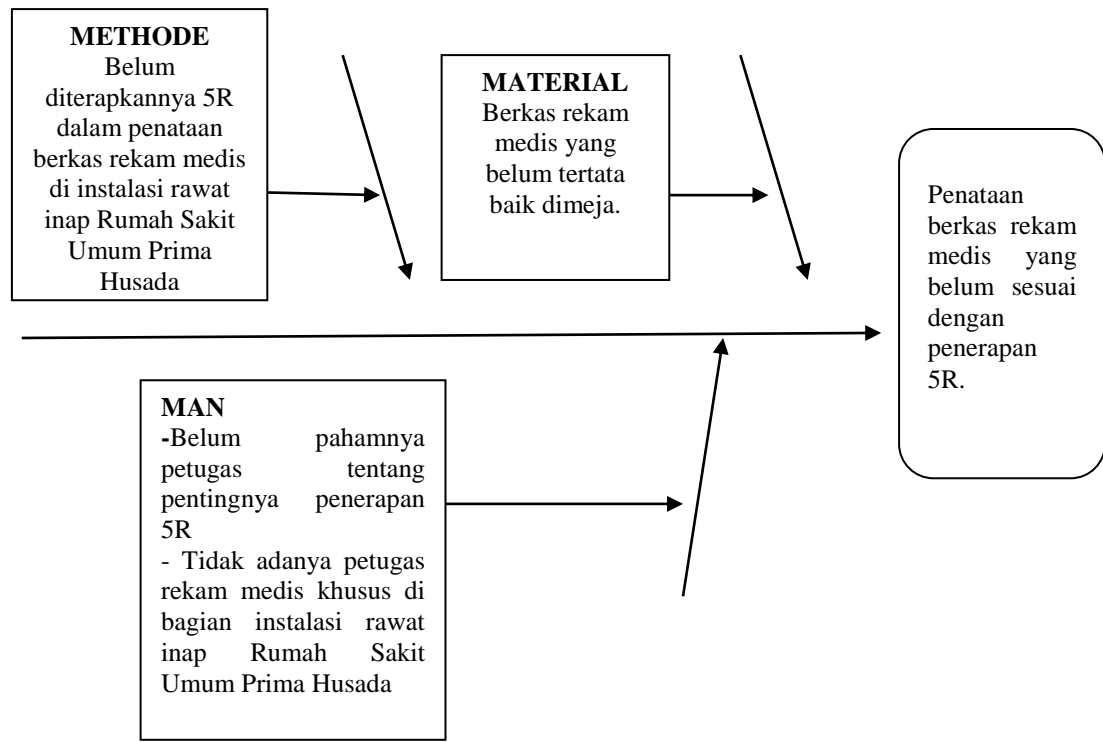 METHODE
Belum
diterapkannya 5R
dalam penataan
berkas rekam medis
di instalasi rawat
inap Rumah Sakit
Umum Prima
Husada
MATERIAL
Berkas rekam
medis yang
belum tertata
baik dimeja.
Penataan
berkas rekam
medis yang
belum sesuai
dengan
penerapan
5R.
MAN
-Belum pahamnya
petugas tentang
pentingnya penerapan
5R
- Tidak adanya petugas
rekam medis khusus di
bagian instalasi rawat
inap Rumah Sakit
Umum Prima Husada